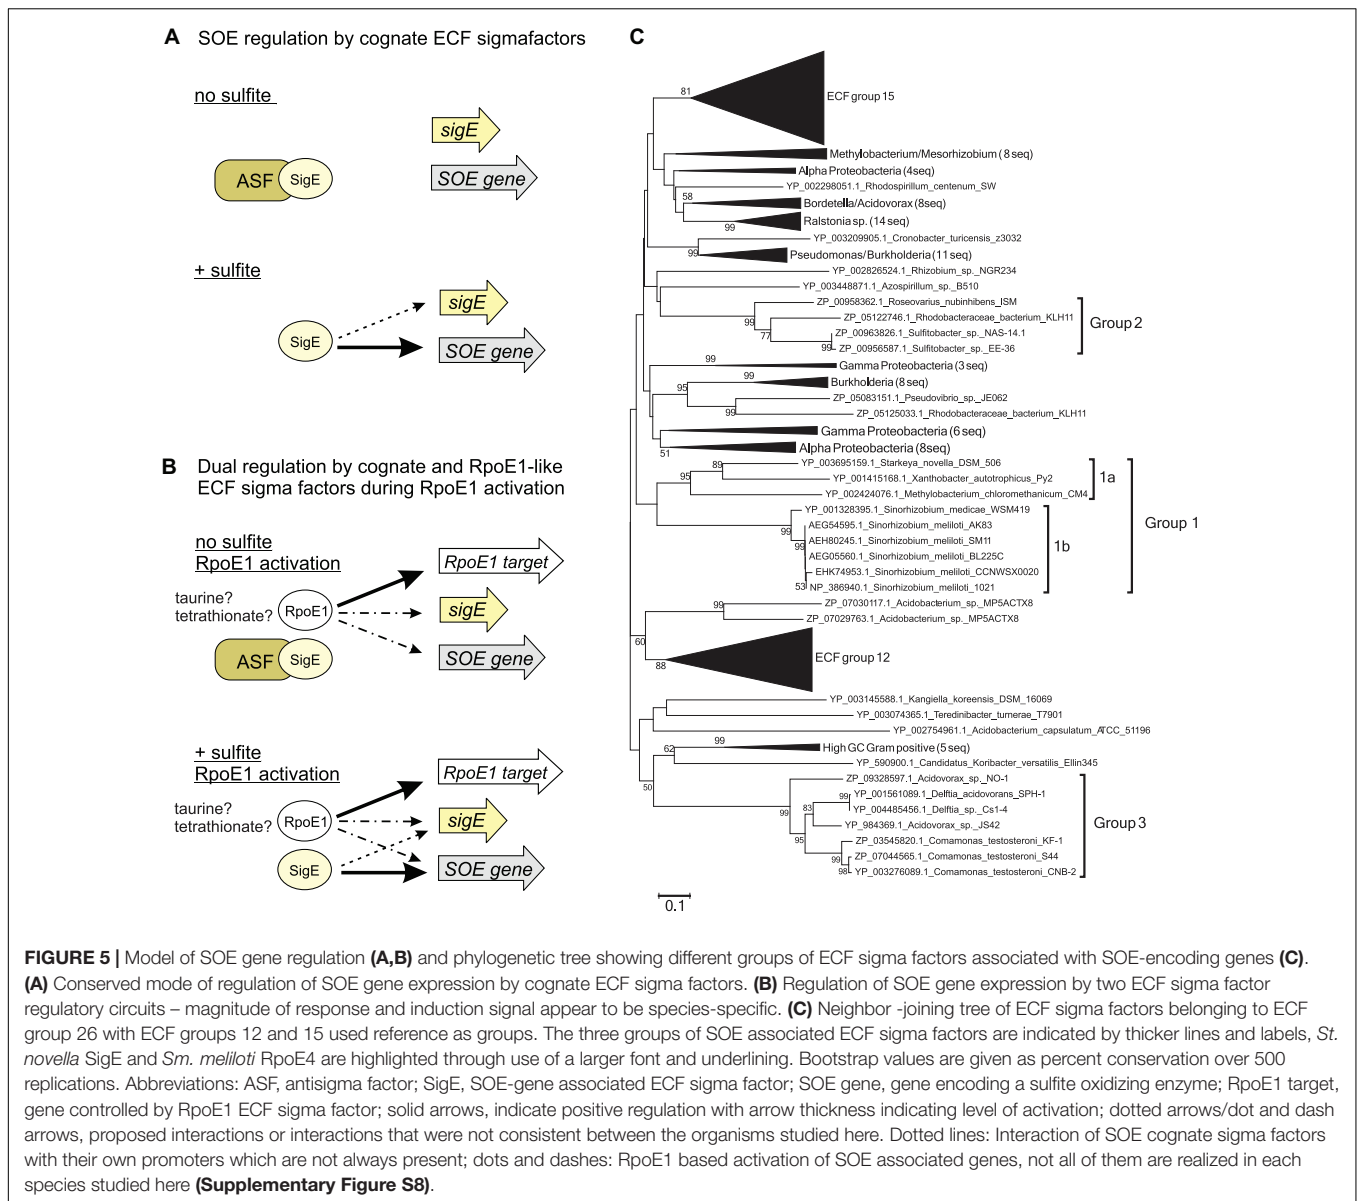 A SOE regulation by cognate ECF sigmafactors
no sulfite
sigE
ASF
SigE
SOE gene
+ sulfite
sigE
SigE
SOE gene
B Dual regulation by cognate and RpoE1-like
ECF sigma factors during RpoE1 activation
no sulfite
RpoE1 activation
RpoE1 target
taurine?
tetrathionate?
RpoE1
sigE
ASF
SigE
SOE gene
+ sulfite
RpoE1 activation
RpoE1 target
taurine?
tetrathionate?
RpoE1
sigE
SigE
SOE gene
C
81
ECF group 15
Methylobacterium/Mesorhizobium (8 seq)
Alpha Proteobacteria (4seq)
YP_002298051.1_Rhodospirillum_centenum_SW
58
Bordetella/Acidovorax (8seq)
99
Ralstonia sp. (14 seq)
YP_003209905.1_Cronobacter_turicensis_z3032
99
Pseudomonas/Burkholderia (11 seq)
YP_002826524.1_Rhizobium_sp._NGR234
YP_003448871.1_Azospirillum_sp._B510
ZP_00958362.1_Roseovarius_nubinhibens_ISM
99
ZP_05122746.1_Rhodobacteraceae_bacterium_KLH11
77
ZP_00963826.1_Sulfitobacter_sp._NAS-14.1
99
ZP_00956587.1_Sulfitobacter_sp._EE-36
Group 2
99
Gamma Proteobacteria (3 seq)
99
Burkholderia (8 seq)
95
ZP_05083151.1_Pseudovibrio_sp._JE062
99
ZP_05125033.1_Rhodobacteraceae_bacterium_KLH11
Gamma Proteobacteria (6 seq)
51
Alpha Proteobacteria (8seq)
89
YP_003695159.1_Starkeya_novella_DSM_506
95
YP_001415168.1_Xanthobacter_autotrophicus_Py2
YP_002424076.1_Methylobacterium_chloromethanicum_CM4
1a
YP_001328395.1_Sinorhizobium_medicae_WSM419
99
AEG54595.1_Sinorhizobium_meliloti_AK83
99
AEH80245.1_Sinorhizobium_meliloti_SM11
AEG05560.1_Sinorhizobium_meliloti_BL225C
EHK74953.1_Sinorhizobium_meliloti_CCNWSX0020
53
NP_386940.1_Sinorhizobium_meliloti_1021
1b
Group 1
99
ZP_07030117.1_Acidobacterium_sp._MP5ACTX8
ZP_07029763.1_Acidobacterium_sp._MP5ACTX8
60
88
ECF group 12
YP_003145588.1_Kangiella_koreensis_DSM_16069
YP_003074365.1_Teredinibacter_turnerae_T7901
YP_002754961.1_Acidobacterium_capsulatum_ATCC_51196
99
62
High GC Gram positive (5 seq)
YP_590900.1_Candidatus_Koribacter_versatilis_Ellin345
50
ZP_09328597.1_Acidovorax_sp._NO-1
99
YP_001561089.1_Delftia_acidovorans_SPH-1
83
YP_004485456.1_Delftia_sp._Cs1-4
99
YP_984369.1_Acidovorax_sp._JS42
95
ZP_03545820.1_Comamonas_testosteroni_KF-1
99
ZP_07044565.1_Comamonas_testosteroni_S44
98
YP_003276089.1_Comamonas_testosteroni_CNB-2
Group 3
0.1
FIGURE 5 | Model of SOE gene regulation (A,B) and phylogenetic tree showing different groups of ECF sigma factors associated with SOE-encoding genes (C).
(A) Conserved mode of regulation of SOE gene expression by cognate ECF sigma factors. (B) Regulation of SOE gene expression by two ECF sigma factor
regulatory circuits – magnitude of response and induction signal appear to be species-specific. (C) Neighbor -joining tree of ECF sigma factors belonging to ECF
group 26 with ECF groups 12 and 15 used reference as groups. The three groups of SOE associated ECF sigma factors are indicated by thicker lines and labels, St.
novella SigE and Sm. meliloti RpoE4 are highlighted through use of a larger font and underlining. Bootstrap values are given as percent conservation over 500
replications. Abbreviations: ASF, antisigma factor; SigE, SOE-gene associated ECF sigma factor; SOE gene, gene encoding a sulfite oxidizing enzyme; RpoE1 target,
gene controlled by RpoE1 ECF sigma factor; solid arrows, indicate positive regulation with arrow thickness indicating level of activation; dotted arrows/dot and dash
arrows, proposed interactions or interactions that were not consistent between the organisms studied here. Dotted lines: Interaction of SOE cognate sigma factors
with their own promoters which are not always present; dots and dashes: RpoE1 based activation of SOE associated genes, not all of them are realized in each
species studied here (Supplementary Figure S8).